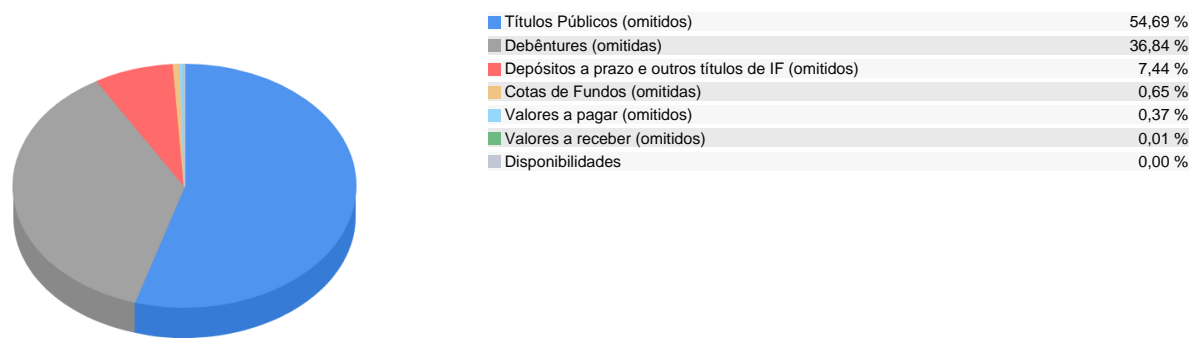 Títulos Públicos (omitidos) 54,69 %
Debêntures (omitidas) 36,84 %
Depósitos a prazo e outros títulos de IF (omitidos) 7,44 %
Cotas de Fundos (omitidas) 0,65 %
Valores a pagar (omitidos) 0,37 %
Valores a receber (omitidos) 0,01 %
Disponibilidades 0,00 %